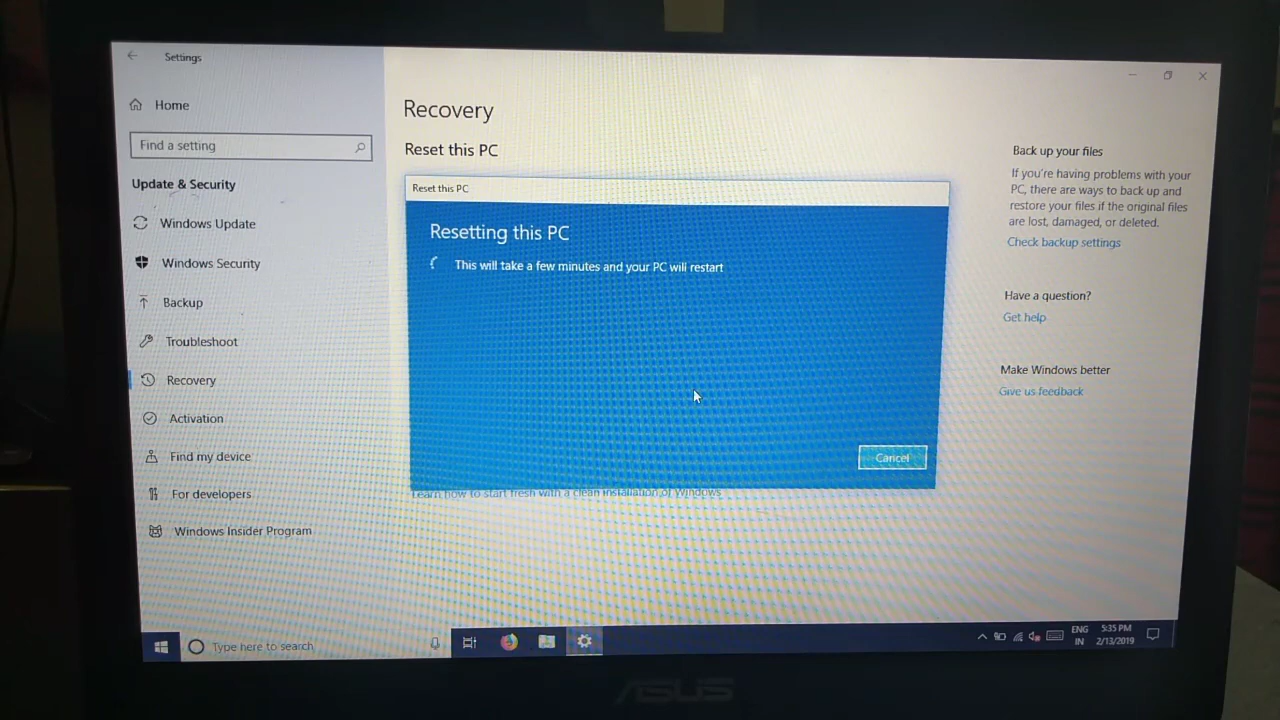 Settings
Home
Find a setting
Update & Security
Windows Update
Windows Security
Backup
Troubleshoot
Recovery
Activation
Find my device
For developers
Windows Insider Program
Recovery
Reset this PC
Reset this PC
Resetting this PC
This will take a few minutes and your PC will restart
Cancel
Learn how to start fresh with a clean installation of Windows
Back up your files
If you're having problems with your
PC, there are ways to back up and
restore your files if the original files
are lost, damaged, or deleted.
Check backup settings
Have a question?
Get help
Make Windows better
Give us feedback
Type here to search
ENG
IN
5:35 PM
2/13/2019
ASUS